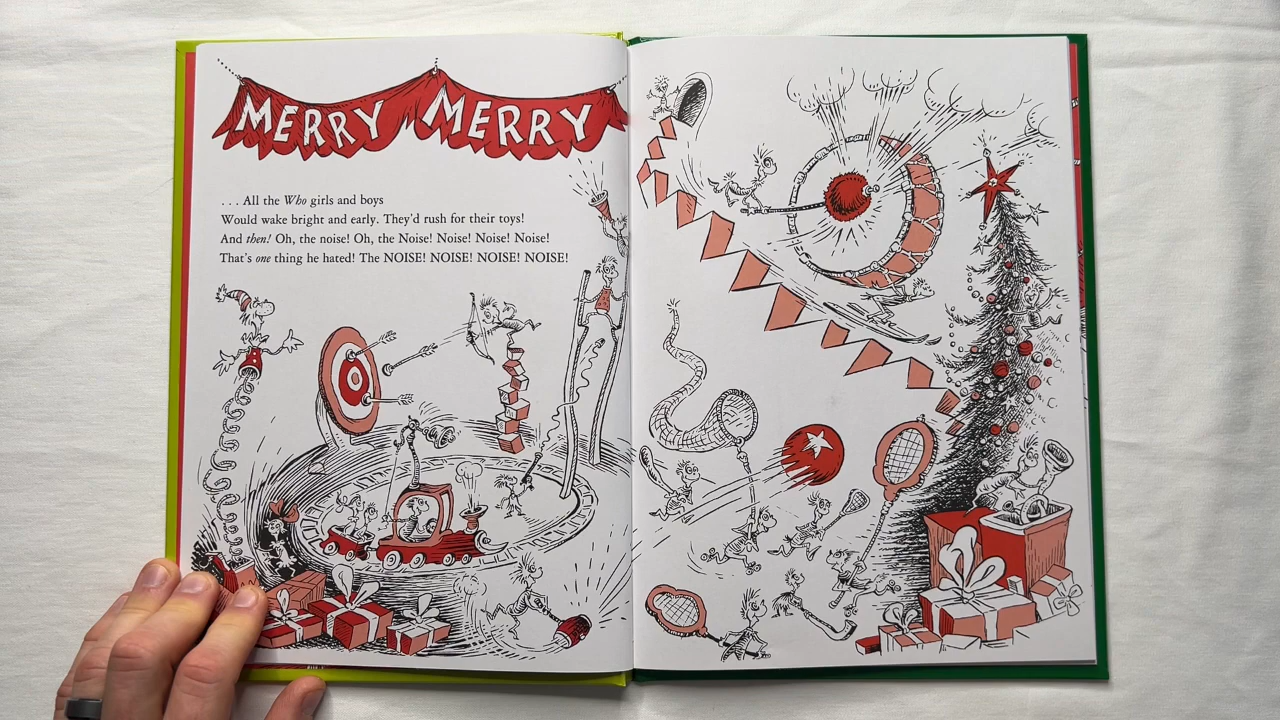 MERRY MERRY
. . . All the Who girls and boys
Would wake bright and early. They'd rush for their toys!
And then! Oh, the noise! Oh, the Noise! Noise! Noise! Noise!
That's one thing he hated! The NOISE! NOISE! NOISE! NOISE!